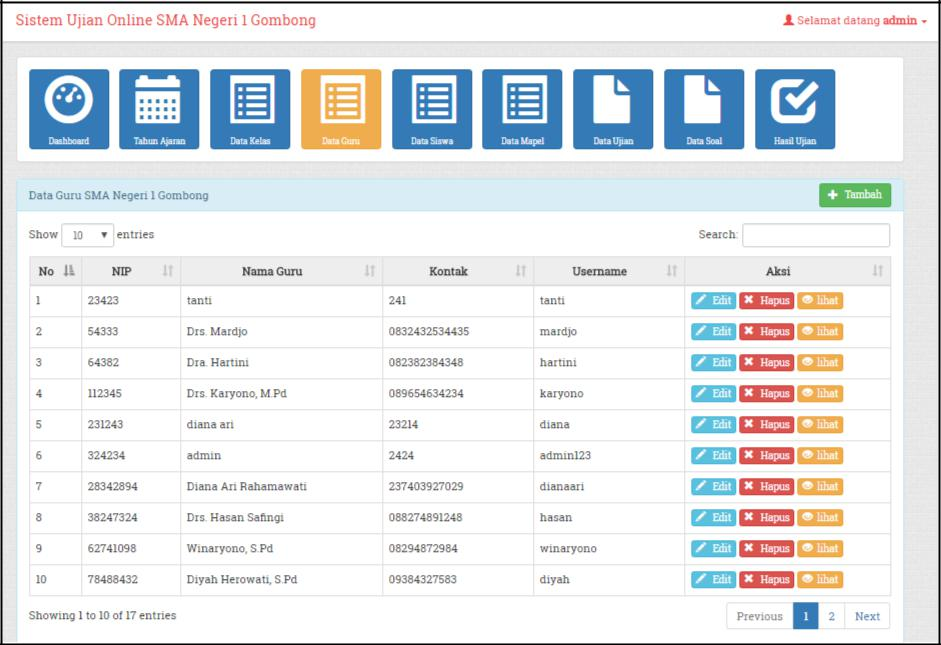 Sistem Ujian Online SMA Negeri 1 Gombong
Selamat datang admin
Dashboard Tahun Ajaran Data Kelas Data Guru Data Siswa Data Mapel Data Ujian Data Soal Hasil Ujian
Data Guru SMA Negeri 1 Gombong Tambah
Show 10 entries Search:
No NIP Nama Guru Kontak Username Aksi
1 23423 tanti 241 tanti Edit Hapus lihat
2 54333 Drs. Mardjo 0832432534435 mardjo Edit Hapus lihat
3 64382 Dra. Hartini 082382384348 hartini Edit Hapus lihat
4 112345 Drs. Karyono, M.Pd 089654634234 karyono Edit Hapus lihat
5 231243 diana ari 23214 diana Edit Hapus lihat
6 324234 admin 2424 admin123 Edit Hapus lihat
7 28342894 Diana Ari Rahamawati 237403927029 dianaari Edit Hapus lihat
8 38247324 Drs. Hasan Safingi 088274891248 hasan Edit Hapus lihat
9 62741098 Winaryono, S.Pd 08294872984 winaryono Edit Hapus lihat
10 78488432 Diyah Herowati, S.Pd 09384327583 diyah Edit Hapus lihat
Showing 1 to 10 of 17 entries Previous 1 2 Next